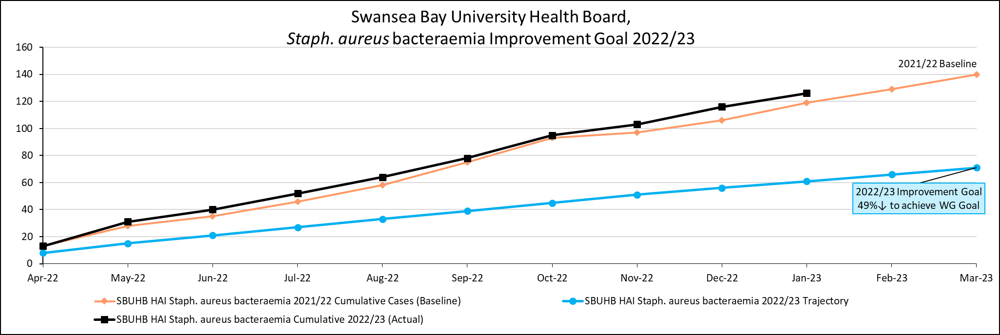 Swansea Bay University Health Board,
Staph. aureus bacteraemia Improvement Goal 2022/23
160
140
120
100
80
60
40
20
0
2021/22 Baseline
2022/23 Improvement Goal
49%↓ to achieve WG Goal
Apr-22 May-22 Jun-22 Jul-22 Aug-22 Sep-22 Oct-22 Nov-22 Dec-22 Jan-23 Feb-23 Mar-23
SBUHB HAI Staph. aureus bacteraemia 2021/22 Cumulative Cases (Baseline)
SBUHB HAI Staph. aureus bacteraemia 2022/23 Trajectory
SBUHB HAI Staph. aureus bacteraemia Cumulative 2022/23 (Actual)